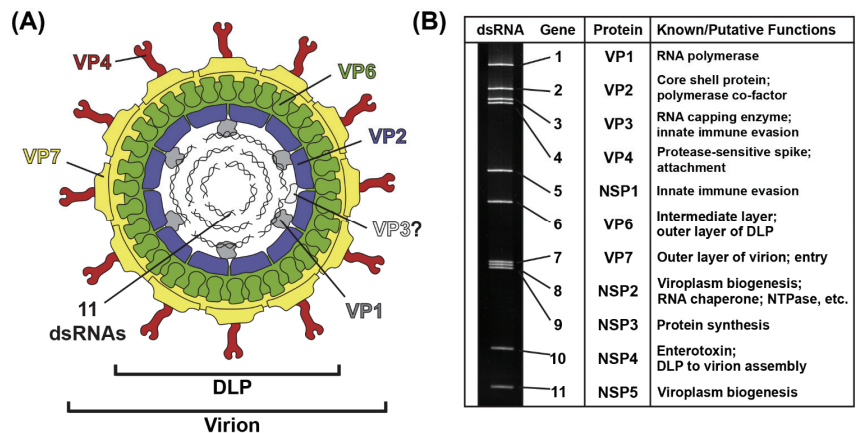 (A)
VP4
VP6
VP2
VP7
VP3?
VP1
11
dsRNAs
DLP
Virion
(B)
dsRNA Gene Protein Known/Putative Functions
1 VP1 RNA polymerase
2 VP2 Core shell protein;
polymerase co-factor
3 VP3 RNA capping enzyme;
innate immune evasion
4 VP4 Protease-sensitive spike;
attachment
5 NSP1 Innate immune evasion
6 VP6 Intermediate layer;
outer layer of DLP
7 VP7 Outer layer of virion; entry
8 NSP2 Viroplasm biogenesis;
RNA chaperone; NTPase, etc.
9 NSP3 Protein synthesis
10 NSP4 Enterotoxin;
DLP to virion assembly
11 NSP5 Viroplasm biogenesis